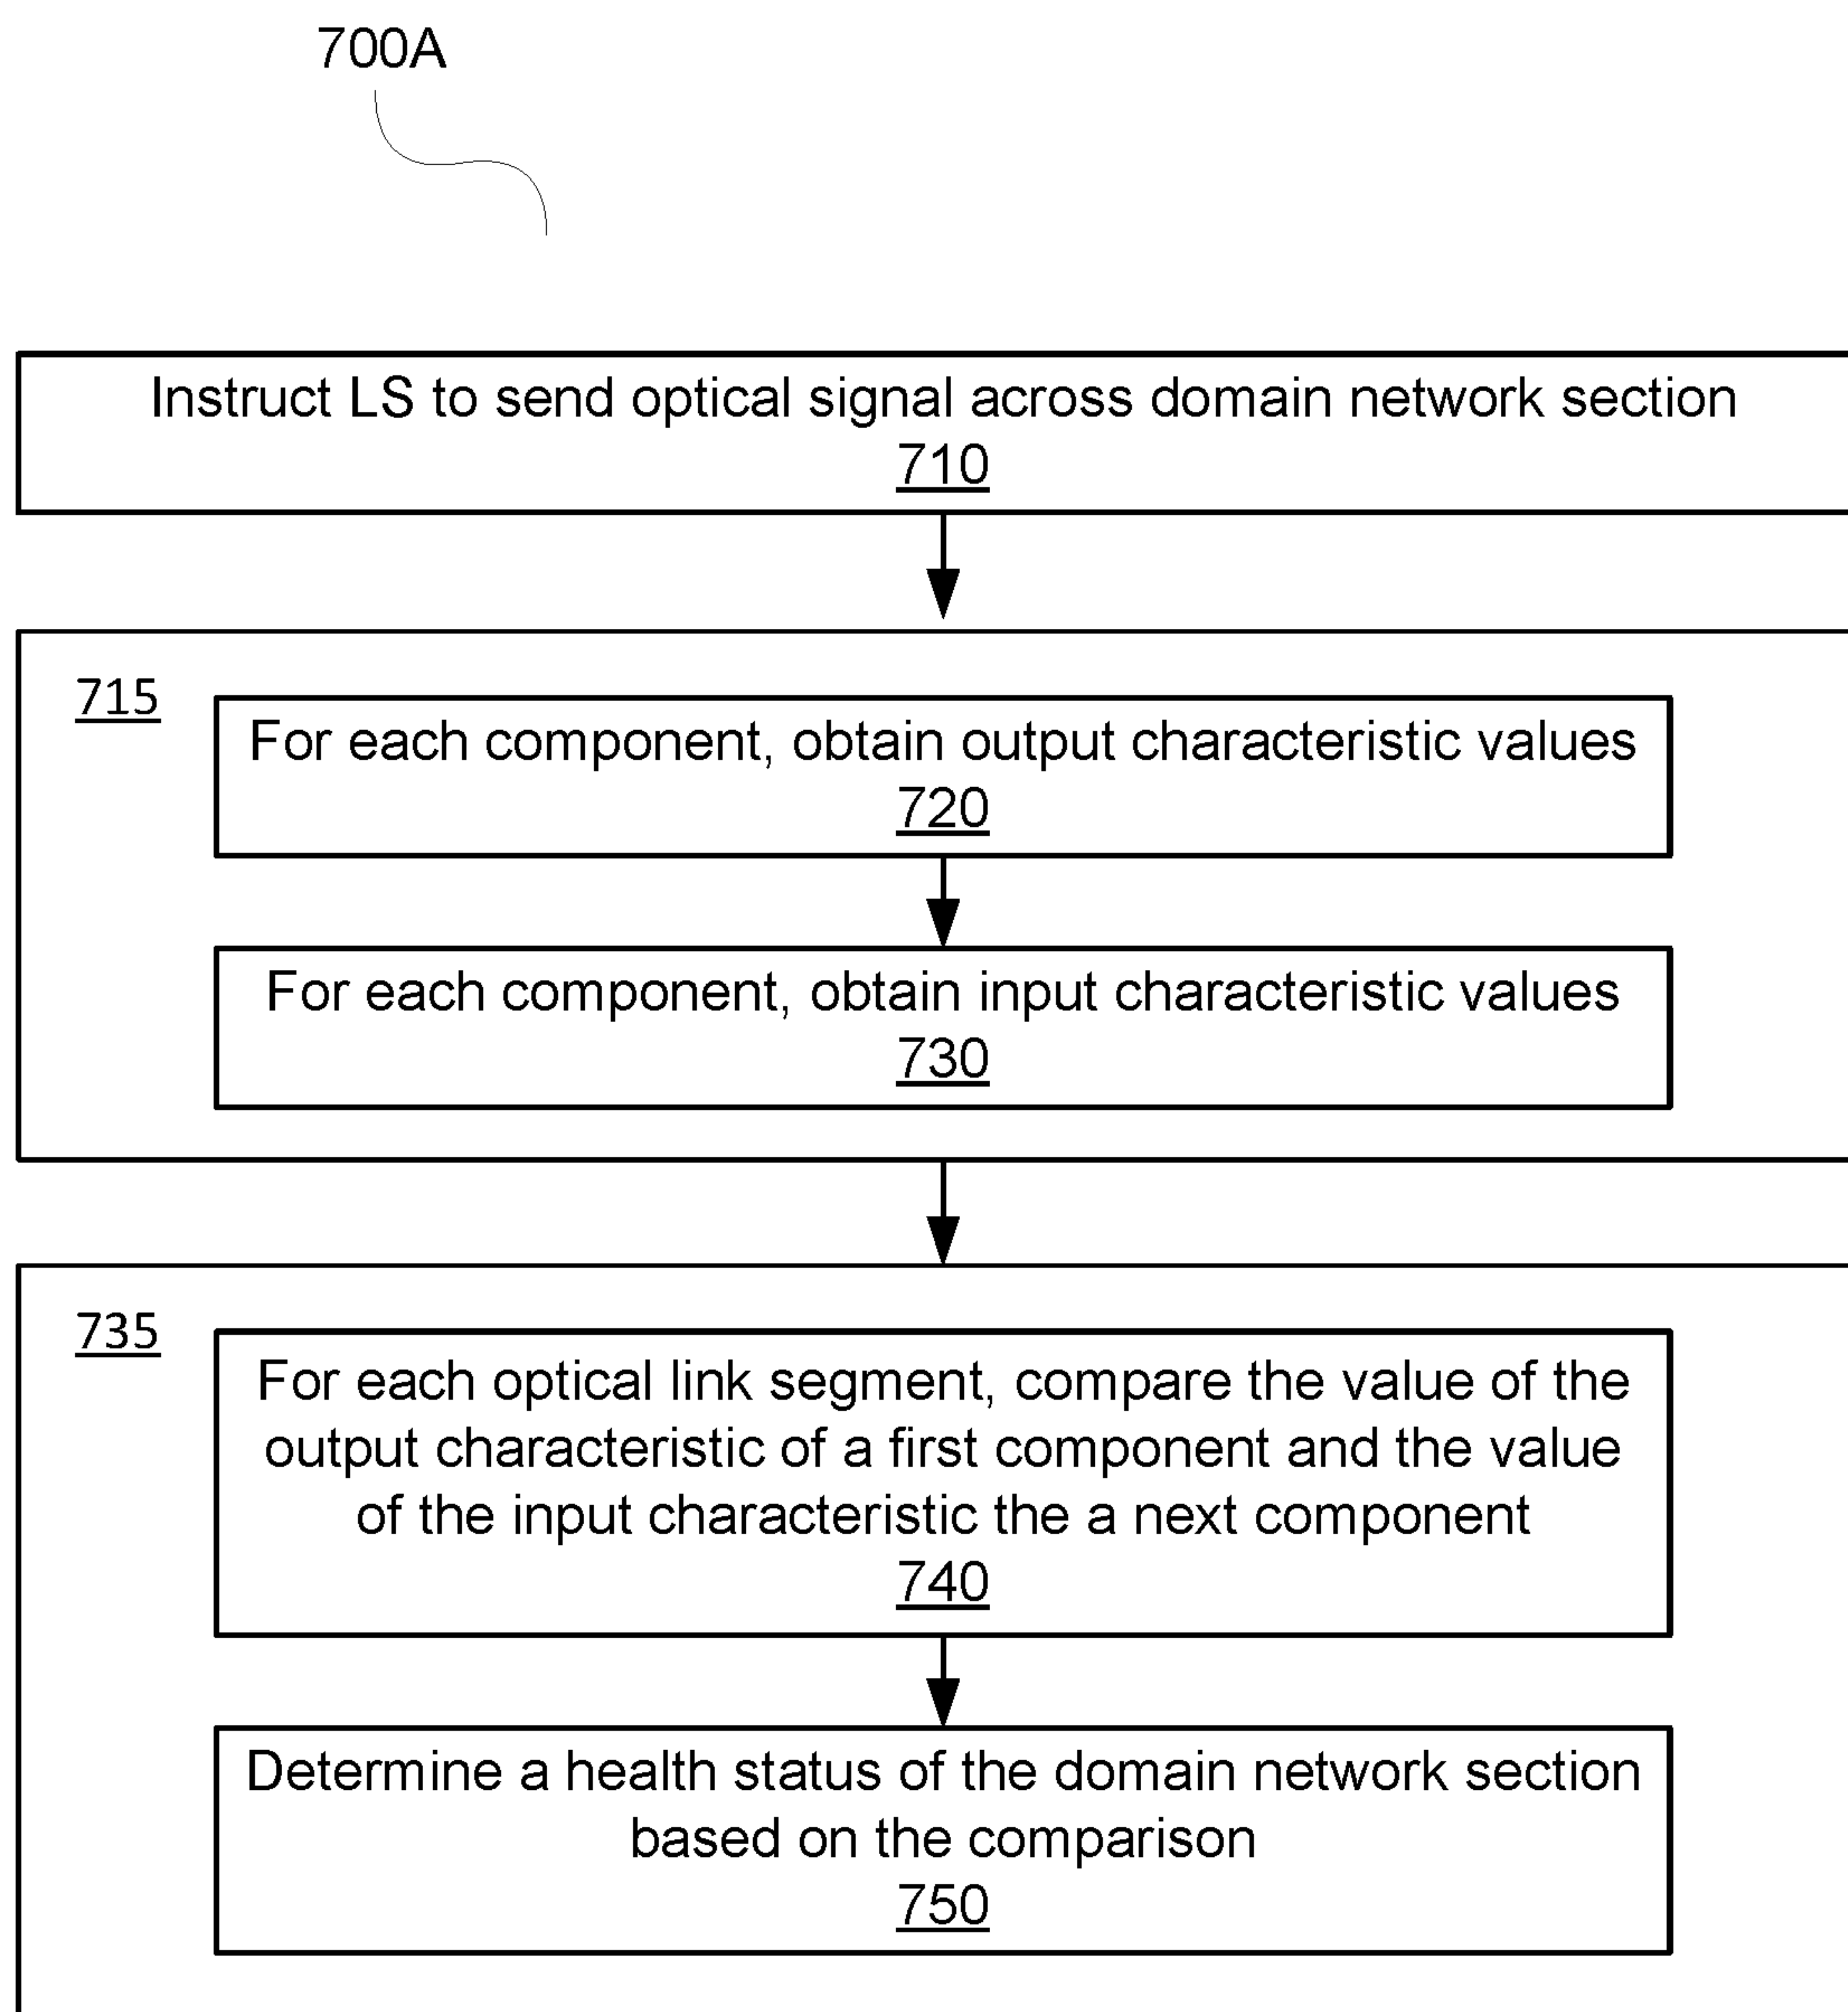 700A
Instruct LS to send optical signal across domain network section
710
715
For each component, obtain output characteristic values
720
For each component, obtain input characteristic values
730
735
For each optical link segment, compare the value of the
output characteristic of a first component and the value
of the input characteristic the a next component
740
Determine a health status of the domain network section
based on the comparison
750